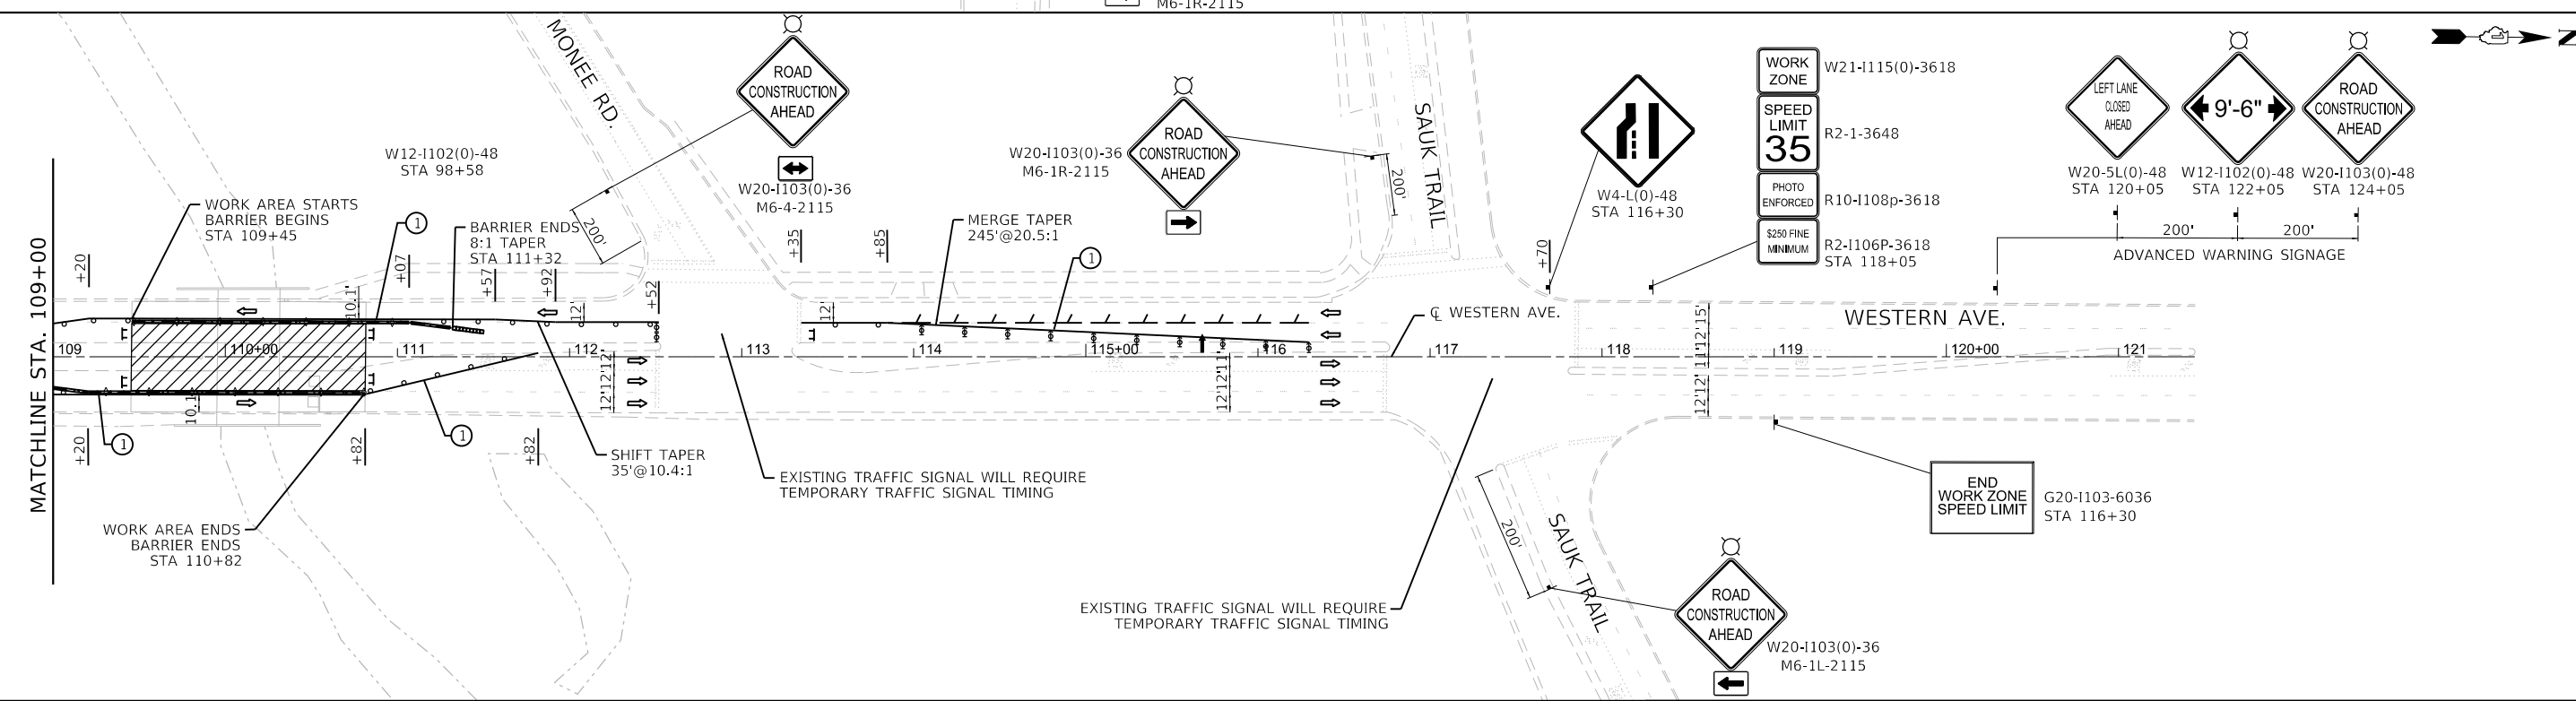 M6-1R-2115
MONEE RD.
ROAD
CONSTRUCTION
AHEAD
W20-I103(0)-36
M6-4-2115
W12-I102(0)-48
STA 98+58
WORK AREA STARTS
BARRIER BEGINS
STA 109+45
1
BARRIER ENDS
8:1 TAPER
STA 111+32
200'
W20-I103(0)-36
M6-1R-2115
ROAD
CONSTRUCTION
AHEAD
200'
SAUK TRAIL
MERGE TAPER
245'@20.5:1
1
W4-L(0)-48
STA 116+30
WORK
ZONE
W21-I115(0)-3618
SPEED
LIMIT
35
R2-1-3648
PHOTO
ENFORCED
R10-I108p-3618
$250 FINE
MINIMUM
R2-I106P-3618
STA 118+05
LEFT LANE
CLOSED
AHEAD
W20-5L(0)-48
STA 120+05
9'-6"
W12-I102(0)-48
STA 122+05
ROAD
CONSTRUCTION
AHEAD
W20-I103(0)-48
STA 124+05
200'
200'
ADVANCED WARNING SIGNAGE
N
MATCHLINE STA. 109+00
+20
+07
+57
+92
+52
+35
+85
+70
10.1'
12'
12'
℄ WESTERN AVE.
WESTERN AVE.
109
110+00
111
112
113
114
115+00
116
117
118
119
120+00
121
10.1'
12'12'12'
12'12'11'
12'12' 11'12'15'
+20
1
+82
1
+82
SHIFT TAPER
35'@10.4:1
EXISTING TRAFFIC SIGNAL WILL REQUIRE
TEMPORARY TRAFFIC SIGNAL TIMING
WORK AREA ENDS
BARRIER ENDS
STA 110+82
EXISTING TRAFFIC SIGNAL WILL REQUIRE
TEMPORARY TRAFFIC SIGNAL TIMING
200'
SAUK TRAIL
END
WORK ZONE
SPEED LIMIT
G20-I103-6036
STA 116+30
ROAD
CONSTRUCTION
AHEAD
W20-I103(0)-36
M6-1L-2115